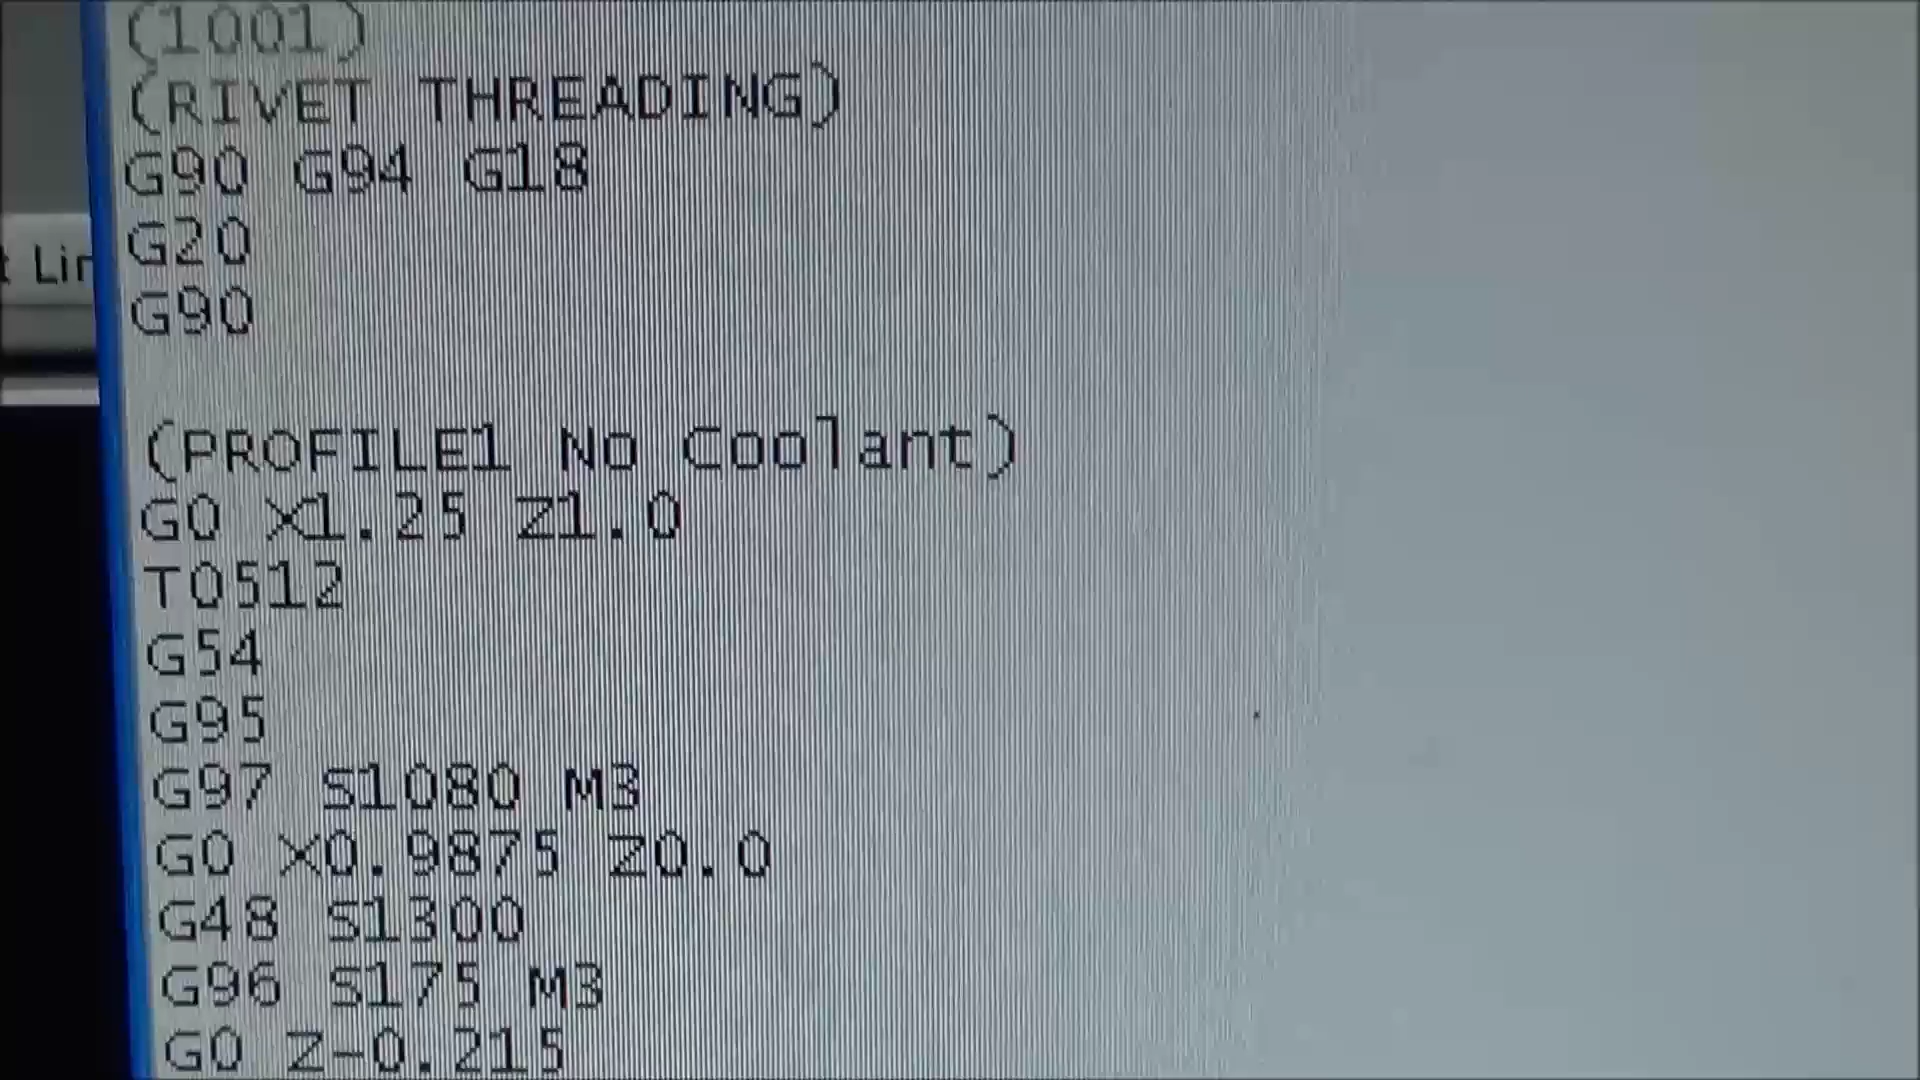 (1001)
(RIVET THREADING)
G90 G94 G18
G20
t Lin
G90
(PROFILE1 No Coolant)
G0 X1.25 Z1.0
T0512
G54
G95
G97 S1080 M3
G0 X0.9875 Z0.0
G48 S1300
G96 S175 M3
G0 Z-0.215